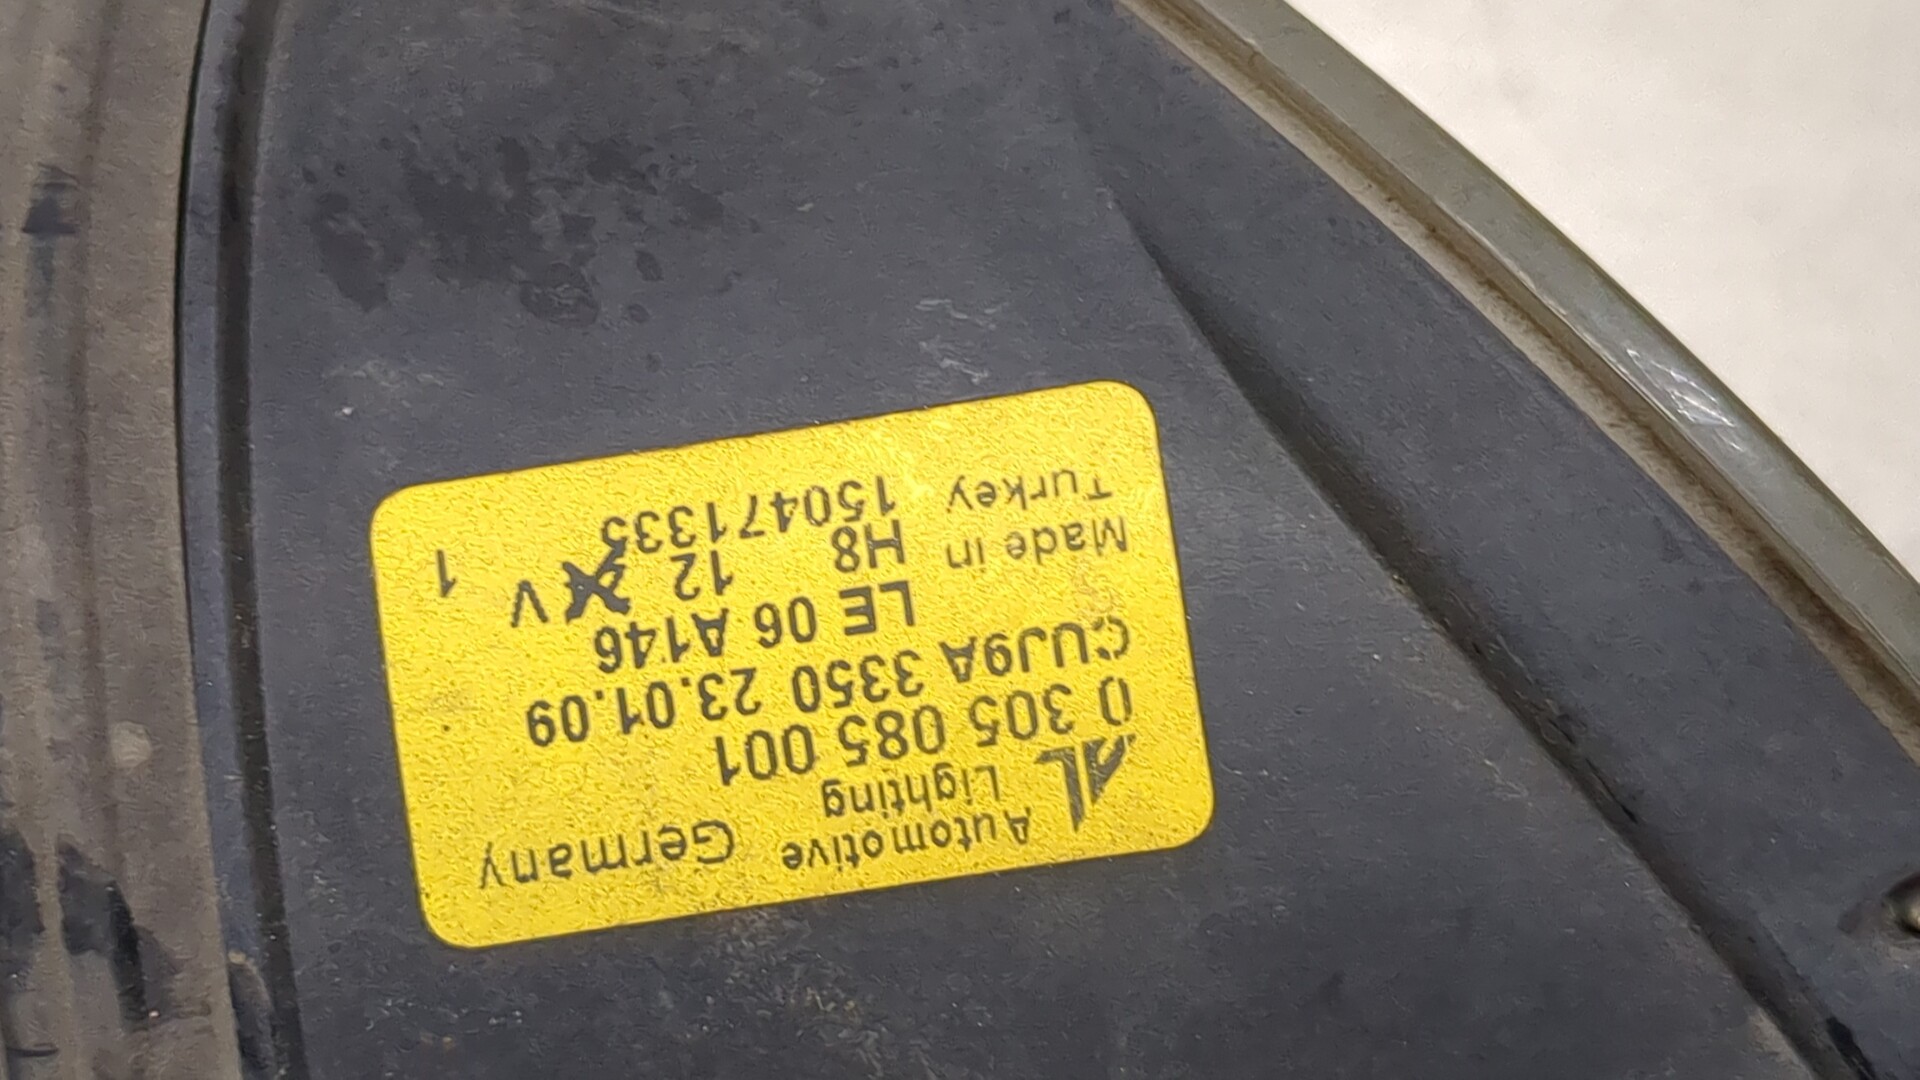 AL Automotive Lighting Germany
0 305 085 001
CUJ9A 3350 23.01.09
LE 06 A146
Made in Turkey
H8 12 V 1
150471335